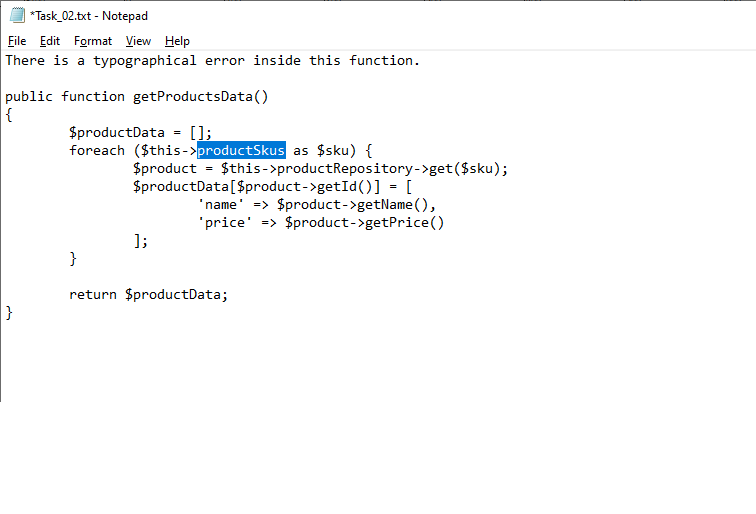 *Task_02.txt - Notepad
File Edit Format View Help
There is a typographical error inside this function.
public function getProductsData()
{
$productData = [];
foreach ($this->productSkus as $sku) {
$product = $this->productRepository->get($sku);
$productData[$product->getId()] = [
'name' => $product->getName(),
'price' => $product->getPrice()
];
}
return $productData;
}